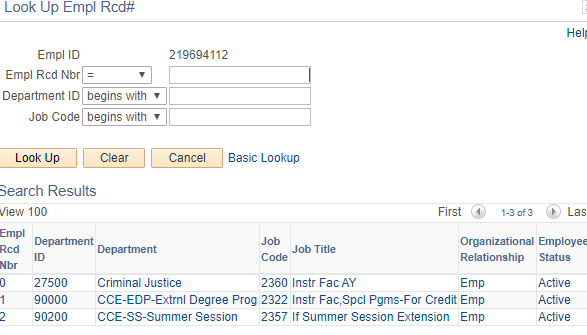 Look Up Empl Rcd#
Help
Empl ID 219694112
Empl Rcd Nbr =
Department ID begins with
Job Code begins with
Look Up Clear Cancel Basic Lookup
Search Results
View 100 First 1-3 of 3 Las
Empl Rcd Nbr Department ID Department Job Code Job Title Organizational Relationship Employee Status
0 27500 Criminal Justice 2360 Instr Fac AY Emp Active
1 90000 CCE-EDP-Extrnl Degree Prog 2322 Instr Fac,Spcl Pgms-For Credit Emp Active
2 90200 CCE-SS-Summer Session 2357 If Summer Session Extension Emp Active